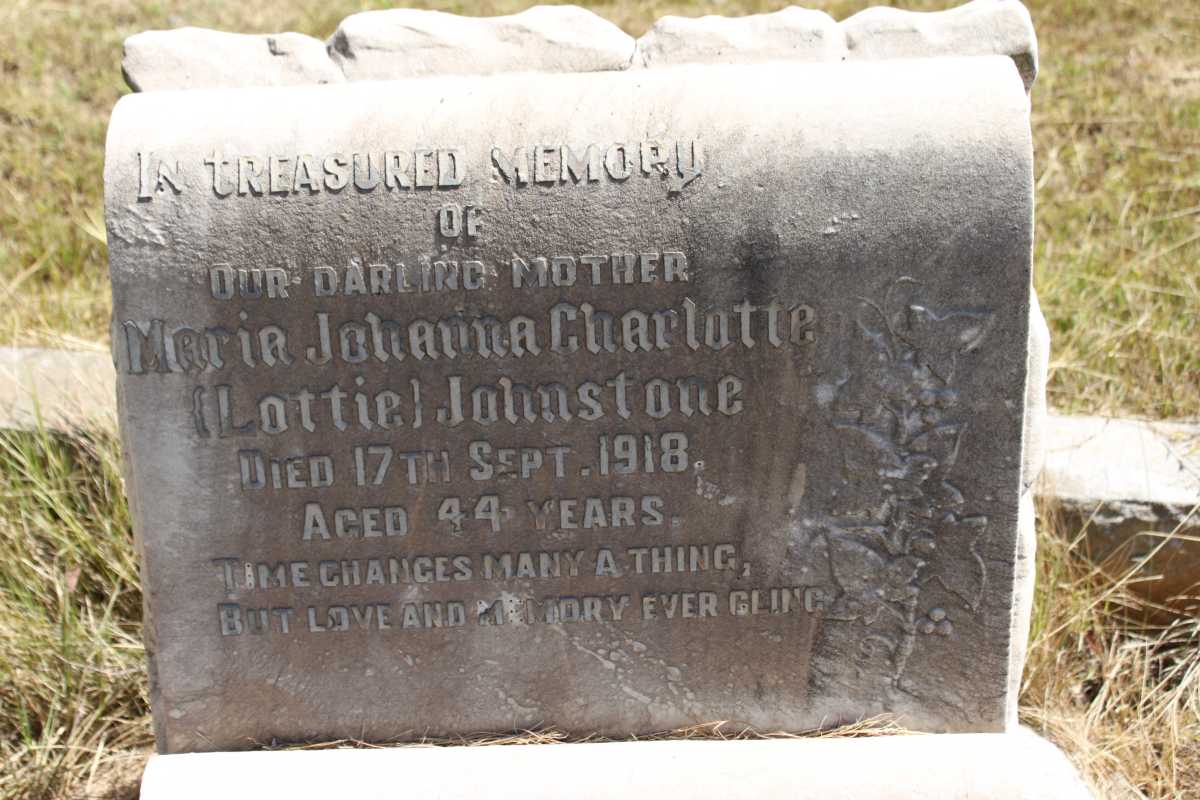 IN TREASURED MEMORY
OF
OUR DARLING MOTHER
Maria Johanna Charlotte
(Lottie) Johnstone
DIED 17TH SEPT. 1918.
AGED 44 YEARS.
TIME CHANGES MANY A THING,
BUT LOVE AND MEMORY EVER CLING